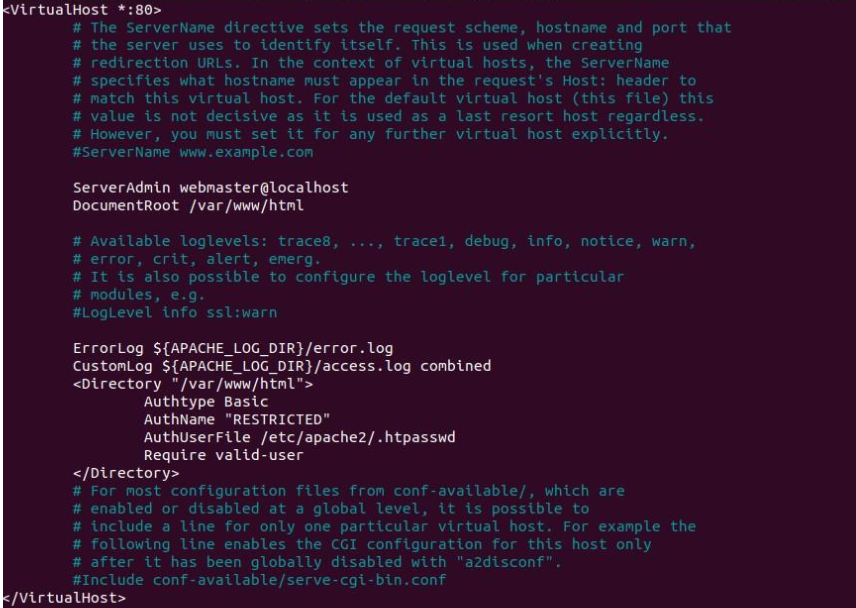 <VirtualHost *:80>
# The ServerName directive sets the request scheme, hostname and port that
# the server uses to identify itself. This is used when creating
# redirection URLs. In the context of virtual hosts, the ServerName
# specifies what hostname must appear in the request's Host: header to
# match this virtual host. For the default virtual host (this file) this
# value is not decisive as it is used as a last resort host regardless.
# However, you must set it for any further virtual host explicitly.
#ServerName www.example.com
ServerAdmin webmaster@localhost
DocumentRoot /var/www/html
# Available loglevels: trace8, ..., trace1, debug, info, notice, warn,
# error, crit, alert, emerg.
# It is also possible to configure the loglevel for particular
# modules, e.g.
#LogLevel info ssl:warn
ErrorLog ${APACHE_LOG_DIR}/error.log
CustomLog ${APACHE_LOG_DIR}/access.log combined
<Directory "/var/www/html">
Authtype Basic
AuthName "RESTRICTED"
AuthUserFile /etc/apache2/.htpasswd
Require valid-user
</Directory>
# For most configuration files from conf-available/, which are
# enabled or disabled at a global level, it is possible to
# include a line for only one particular virtual host. For example the
# following line enables the CGI configuration for this host only
# after it has been globally disabled with "a2disconf".
#Include conf-available/serve-cgi-bin.conf
</VirtualHost>